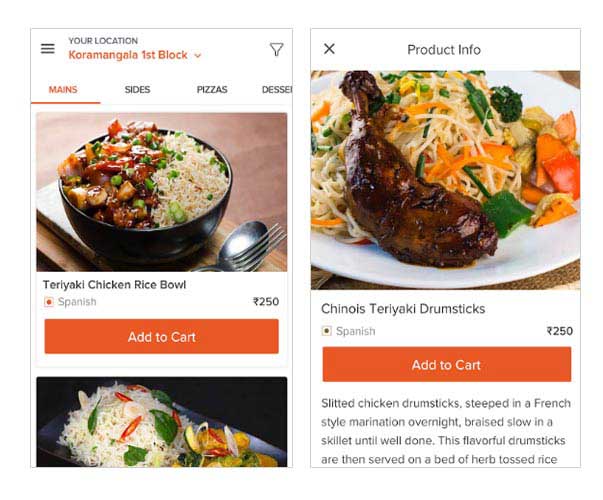 YOUR LOCATION
Koramangala 1st Block
MAINS SIDES PIZZAS DESSE
Teriyaki Chicken Rice Bowl
Spanish ₹250
Add to Cart
Product Info
Chinois Teriyaki Drumsticks
Spanish ₹250
Add to Cart
Slitted chicken drumsticks, steeped in a French
style marination overnight, braised slow in a
skillet until well done. This flavorful drumsticks
are then served on a bed of herb tossed rice